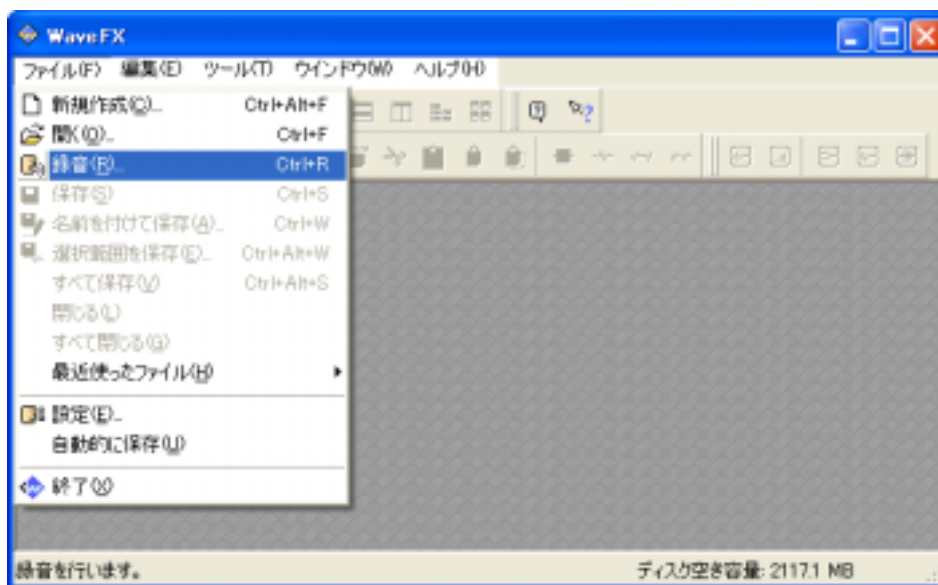 WaveFX
ファイル(F) 編集(E) ツール(T) ウインドウ(W) ヘルプ(H)
新規作成(C)... Ctrl+Alt+F
開く(O)... Ctrl+F
録音(R)... Ctrl+R
保存(S) Ctrl+S
名前を付けて保存(A)... Ctrl+W
選択範囲を保存(E)... Ctrl+Alt+W
すべて保存(V) Ctrl+Alt+S
閉じる(L)
すべて閉じる(G)
最近使ったファイル(H)
設定(E)...
自動的に保存(U)
終了(X)
録音を行います。 ディスク空き容量: 2117.1 MB